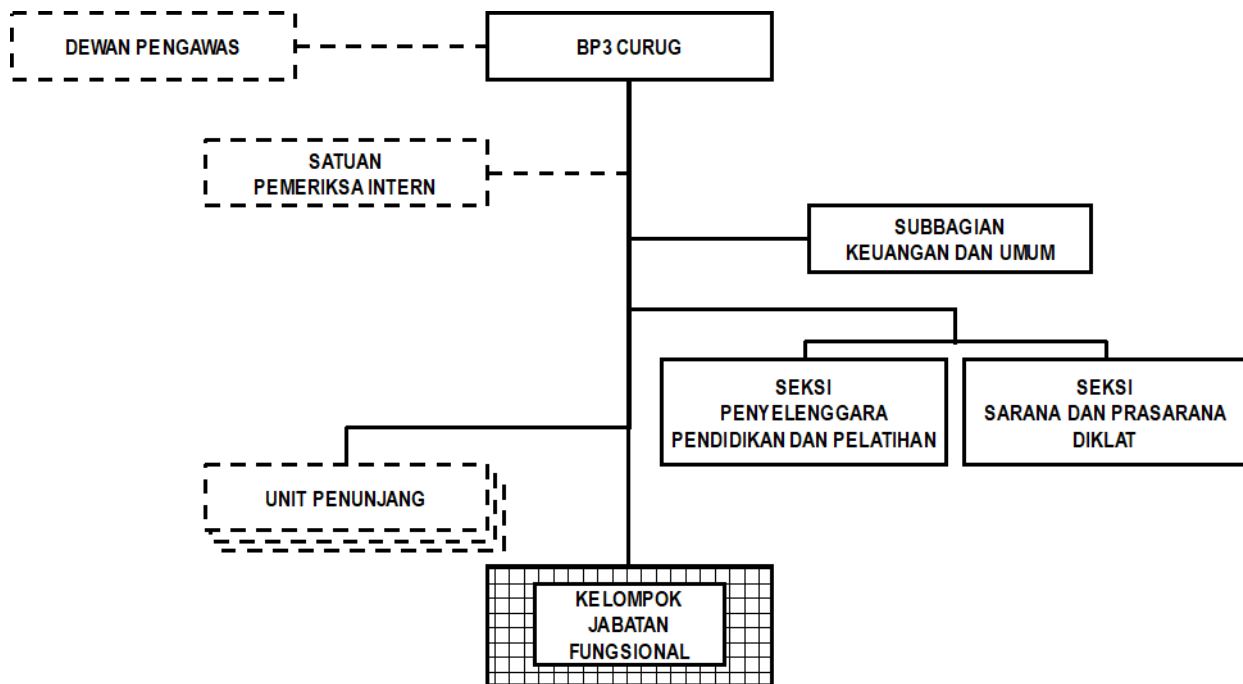 DEWAN PENGAWAS
BP3 CURUG
SATUAN
PEMERIKSA INTERN
SUBBAGIAN
KEUANGAN DAN UMUM
SEKSI
PENYELENGGARA
PENDIDIKAN DAN PELATIHAN
SEKSI
SARANA DAN PRASARANA
DIKLAT
UNIT PENUNJANG
KELOMPOK
JABATAN
FUNGSIONAL